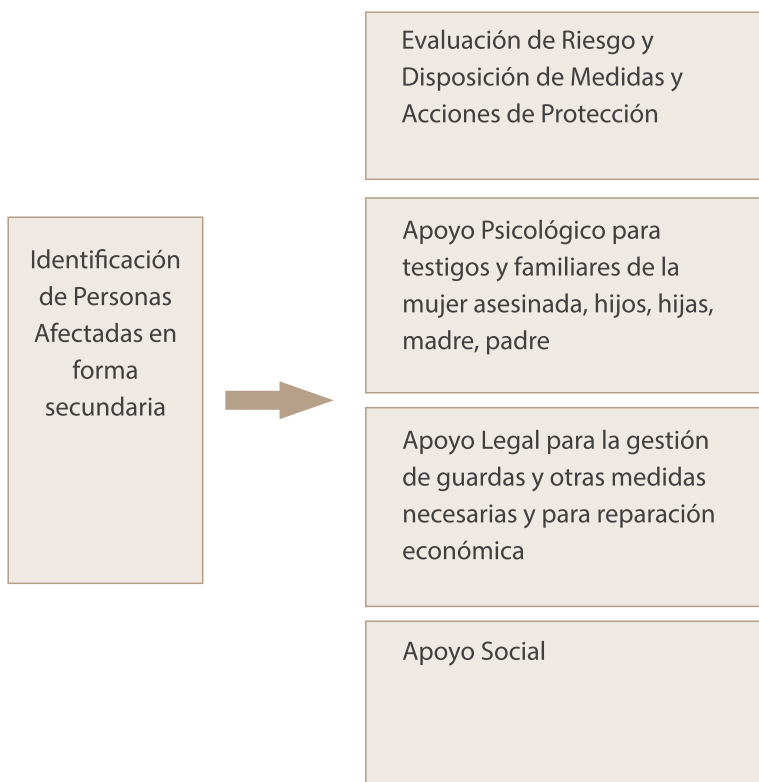 Identificación
de Personas
Afectadas en
forma
secundaria
Evaluación de Riesgo y
Disposición de Medidas y
Acciones de Protección
Apoyo Psicológico para
testigos y familiares de la
mujer asesinada, hijos, hijas,
madre, padre
Apoyo Legal para la gestión
de guardas y otras medidas
necesarias y para reparación
económica
Apoyo Social